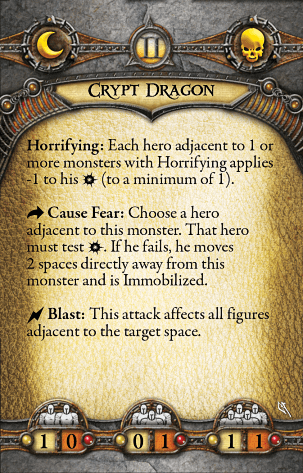 II
CRYPT DRAGON
Horrifying: Each hero adjacent to 1 or
more monsters with Horrifying applies
-1 to his (to a minimum of 1).
Cause Fear: Choose a hero
adjacent to this monster. That hero
must test . If he fails, he moves
2 spaces directly away from this
monster and is Immobilized.
Blast: This attack affects all figures
adjacent to the target space.
1 0 0 1 1 1